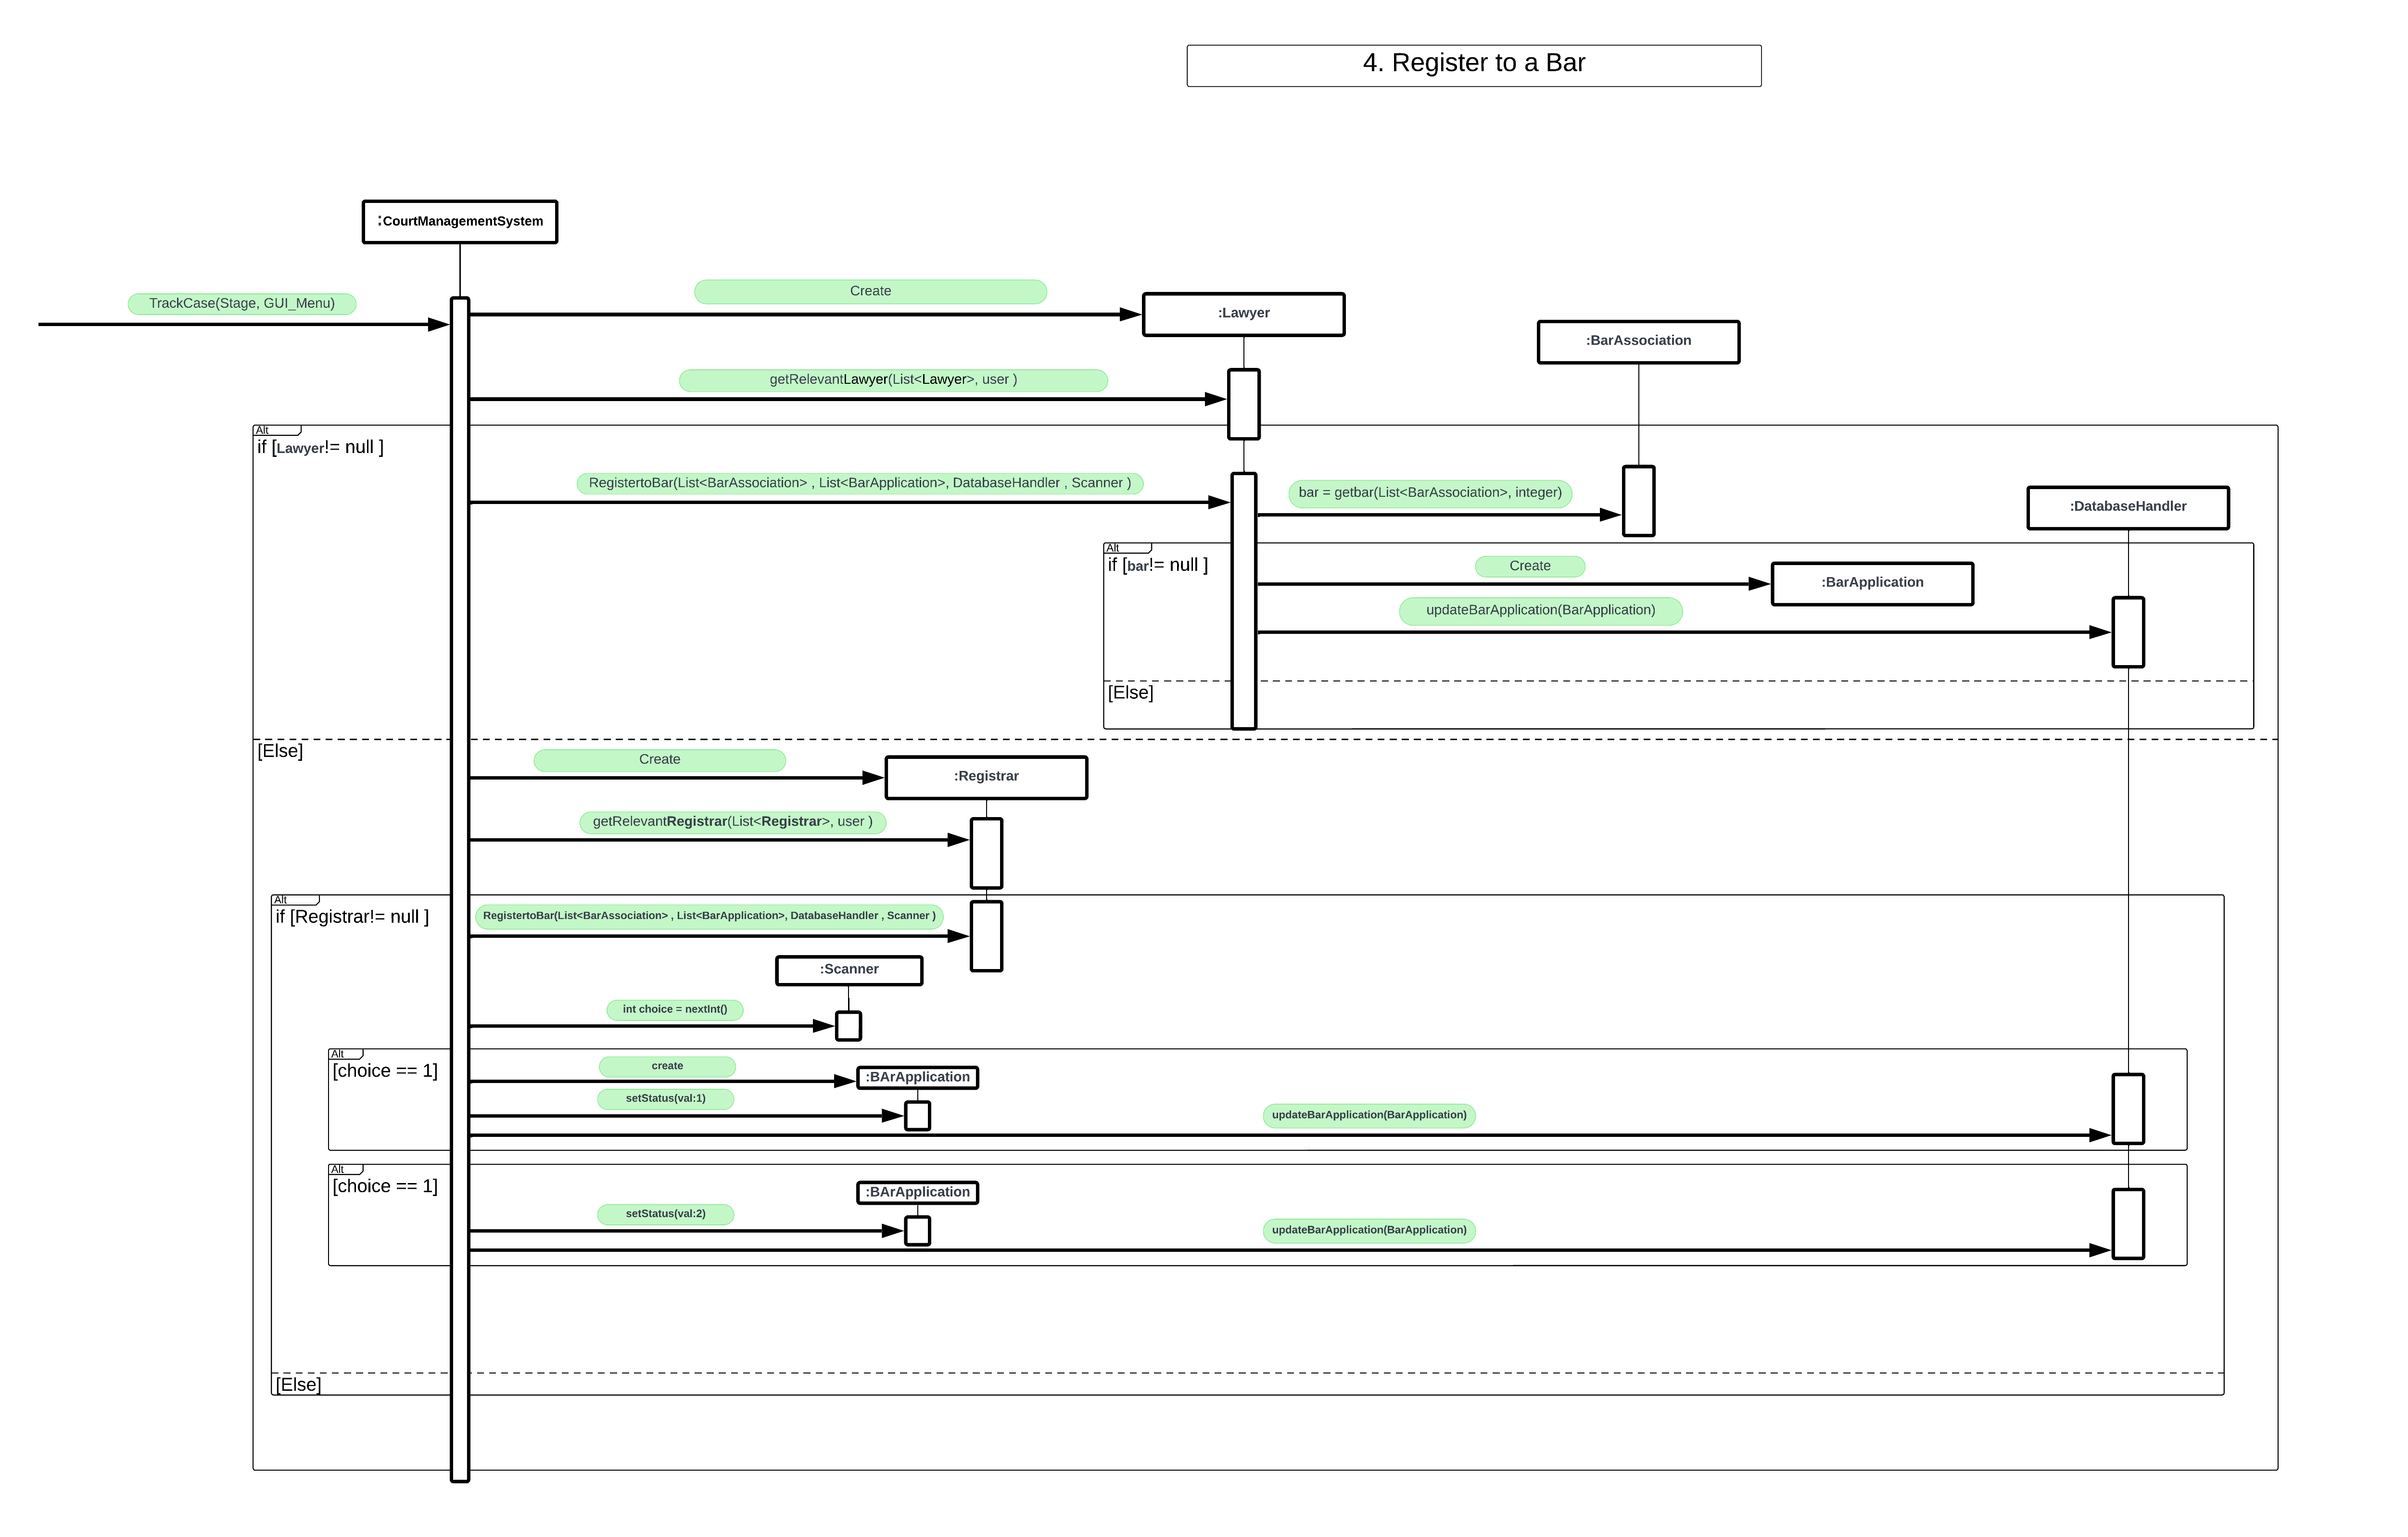 4. Register to a Bar
:CourtManagementSystem
TrackCase(Stage, GUI_Menu)
Create
:Lawyer
:BarAssociation
getRelevantLawyer(List<Lawyer>, user )
Alt
if [Lawyer!= null ]
RegistertoBar(List<BarAssociation> , List<BarApplication>, DatabaseHandler , Scanner )
bar = getbar(List<BarAssociation>, integer)
:DatabaseHandler
Alt
if [bar!= null ]
Create
:BarApplication
updateBarApplication(BarApplication)
[Else]
[Else]
Create
:Registrar
getRelevantRegistrar(List<Registrar>, user )
Alt
if [Registrar!= null ]
RegistertoBar(List<BarAssociation> , List<BarApplication>, DatabaseHandler , Scanner )
:Scanner
int choice = nextInt()
Alt
[choice == 1]
create
:BArApplication
setStatus(val:1)
updateBarApplication(BarApplication)
Alt
[choice == 1]
:BArApplication
setStatus(val:2)
updateBarApplication(BarApplication)
[Else]